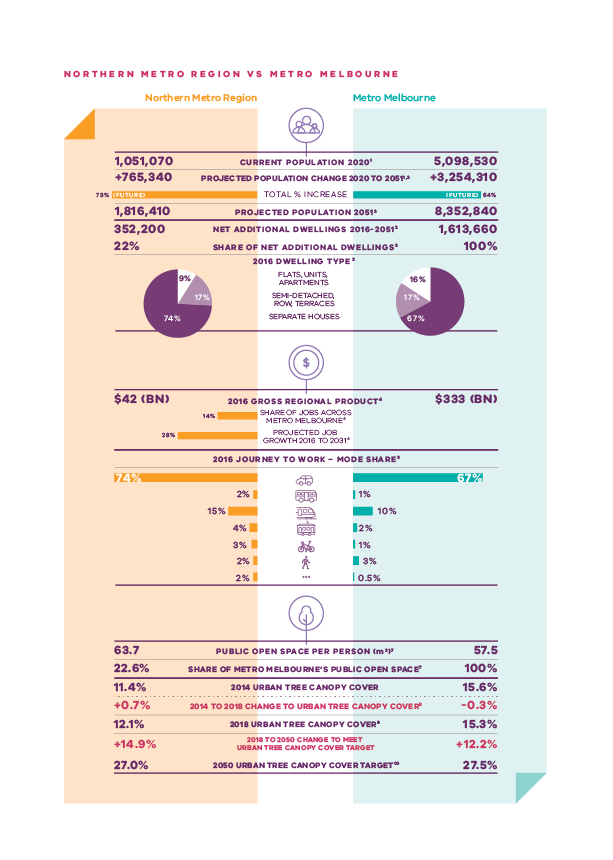 NORTHERN METRO REGION VS METRO MELBOURNE
Northern Metro Region
Metro Melbourne
1,051,070 CURRENT POPULATION 2020¹ 5,098,530
+765,340 PROJECTED POPULATION CHANGE 2020 TO 2051¹,² +3,254,310
73% (FUTURE) TOTAL % INCREASE (FUTURE) 64%
1,816,410 PROJECTED POPULATION 2051² 8,352,840
352,200 NET ADDITIONAL DWELLINGS 2016-2051² 1,613,660
22% SHARE OF NET ADDITIONAL DWELLINGS² 100%
2016 DWELLING TYPE³
9% FLATS, UNITS, 16%
APARTMENTS
17% SEMI-DETACHED, 17%
ROW, TERRACES
74% SEPARATE HOUSES 67%
$
$42 (BN) 2016 GROSS REGIONAL PRODUCT⁴ $333 (BN)
14% SHARE OF JOBS ACROSS
METRO MELBOURNE⁴
28% PROJECTED JOB
GROWTH 2016 TO 2031⁴
2016 JOURNEY TO WORK – MODE SHARE³
74% 67%
2% 1%
15% 10%
4% 2%
3% 1%
2% 3%
2% ... 0.5%
63.7 PUBLIC OPEN SPACE PER PERSON (m²)⁷ 57.5
22.6% SHARE OF METRO MELBOURNE'S PUBLIC OPEN SPACE⁷ 100%
11.4% 2014 URBAN TREE CANOPY COVER 15.6%
+0.7% 2014 TO 2018 CHANGE TO URBAN TREE CANOPY COVER⁸ -0.3%
12.1% 2018 URBAN TREE CANOPY COVER⁹ 15.3%
+14.9% 2018 TO 2050 CHANGE TO MEET +12.2%
URBAN TREE CANOPY COVER TARGET
27.0% 2050 URBAN TREE CANOPY COVER TARGET¹⁰ 27.5%